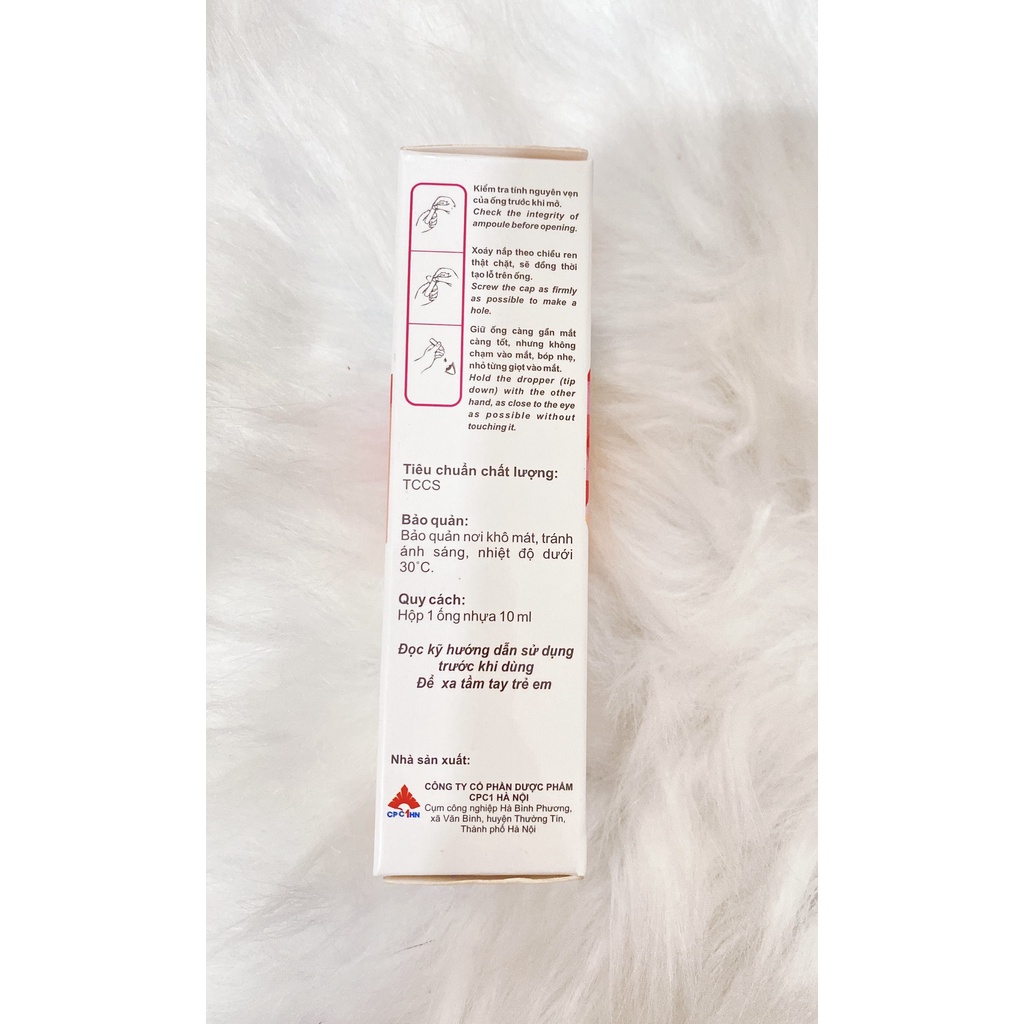 Kiểm tra tính nguyên vẹn
của ống trước khi mở.
Check the integrity of
ampoule before opening.
Xoáy nắp theo chiều ren
thật chặt, sẽ đồng thời
tạo lỗ trên ống.
Screw the cap as firmly
as possible to make a
hole.
Giữ ống càng gần mắt
càng tốt, nhưng không
chạm vào mắt, bóp nhẹ,
nhỏ từng giọt vào mắt.
Hold the dropper (tip
down) with the other
hand, as close to the eye
as possible without
touching it.
Tiêu chuẩn chất lượng:
TCCS
Bảo quản:
Bảo quản nơi khô mát, tránh
ánh sáng, nhiệt độ dưới
30°C.
Quy cách:
Hộp 1 ống nhựa 10 ml
Đọc kỹ hướng dẫn sử dụng
trước khi dùng
Để xa tầm tay trẻ em
Nhà sản xuất:
CÔNG TY CỔ PHẦN DƯỢC PHẨM
CPC1 HÀ NỘI
Cụm công nghiệp Hà Bình Phương,
xã Văn Bình, huyện Thường Tín,
Thành phố Hà Nội
CPC1HN